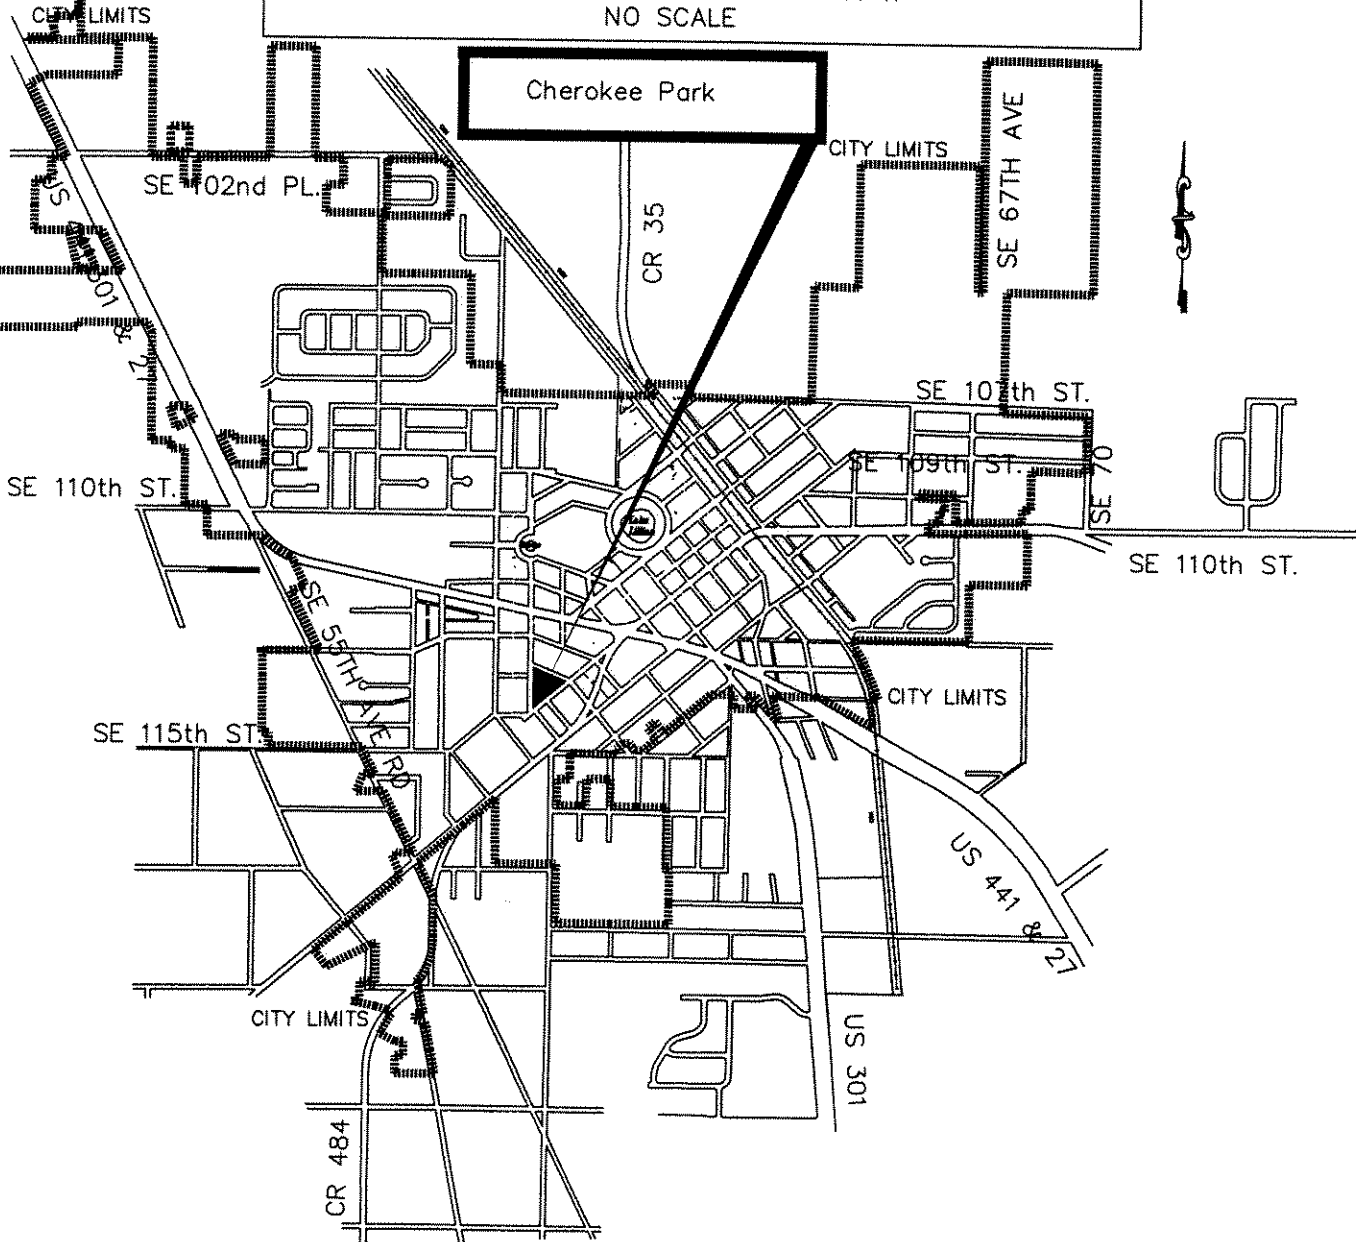 NO SCALE
CITY LIMITS
Cherokee Park
CITY LIMITS
SE 67TH AVE
SE 102nd PL.
CR 35
301 & 27
SE 107th ST.
SE 109th ST.
SE 110th ST.
SE 70
SE 110th ST.
SE 55TH AVE RD
CITY LIMITS
SE 115th ST.
US 441 & 27
CITY LIMITS
US 301
CR 484